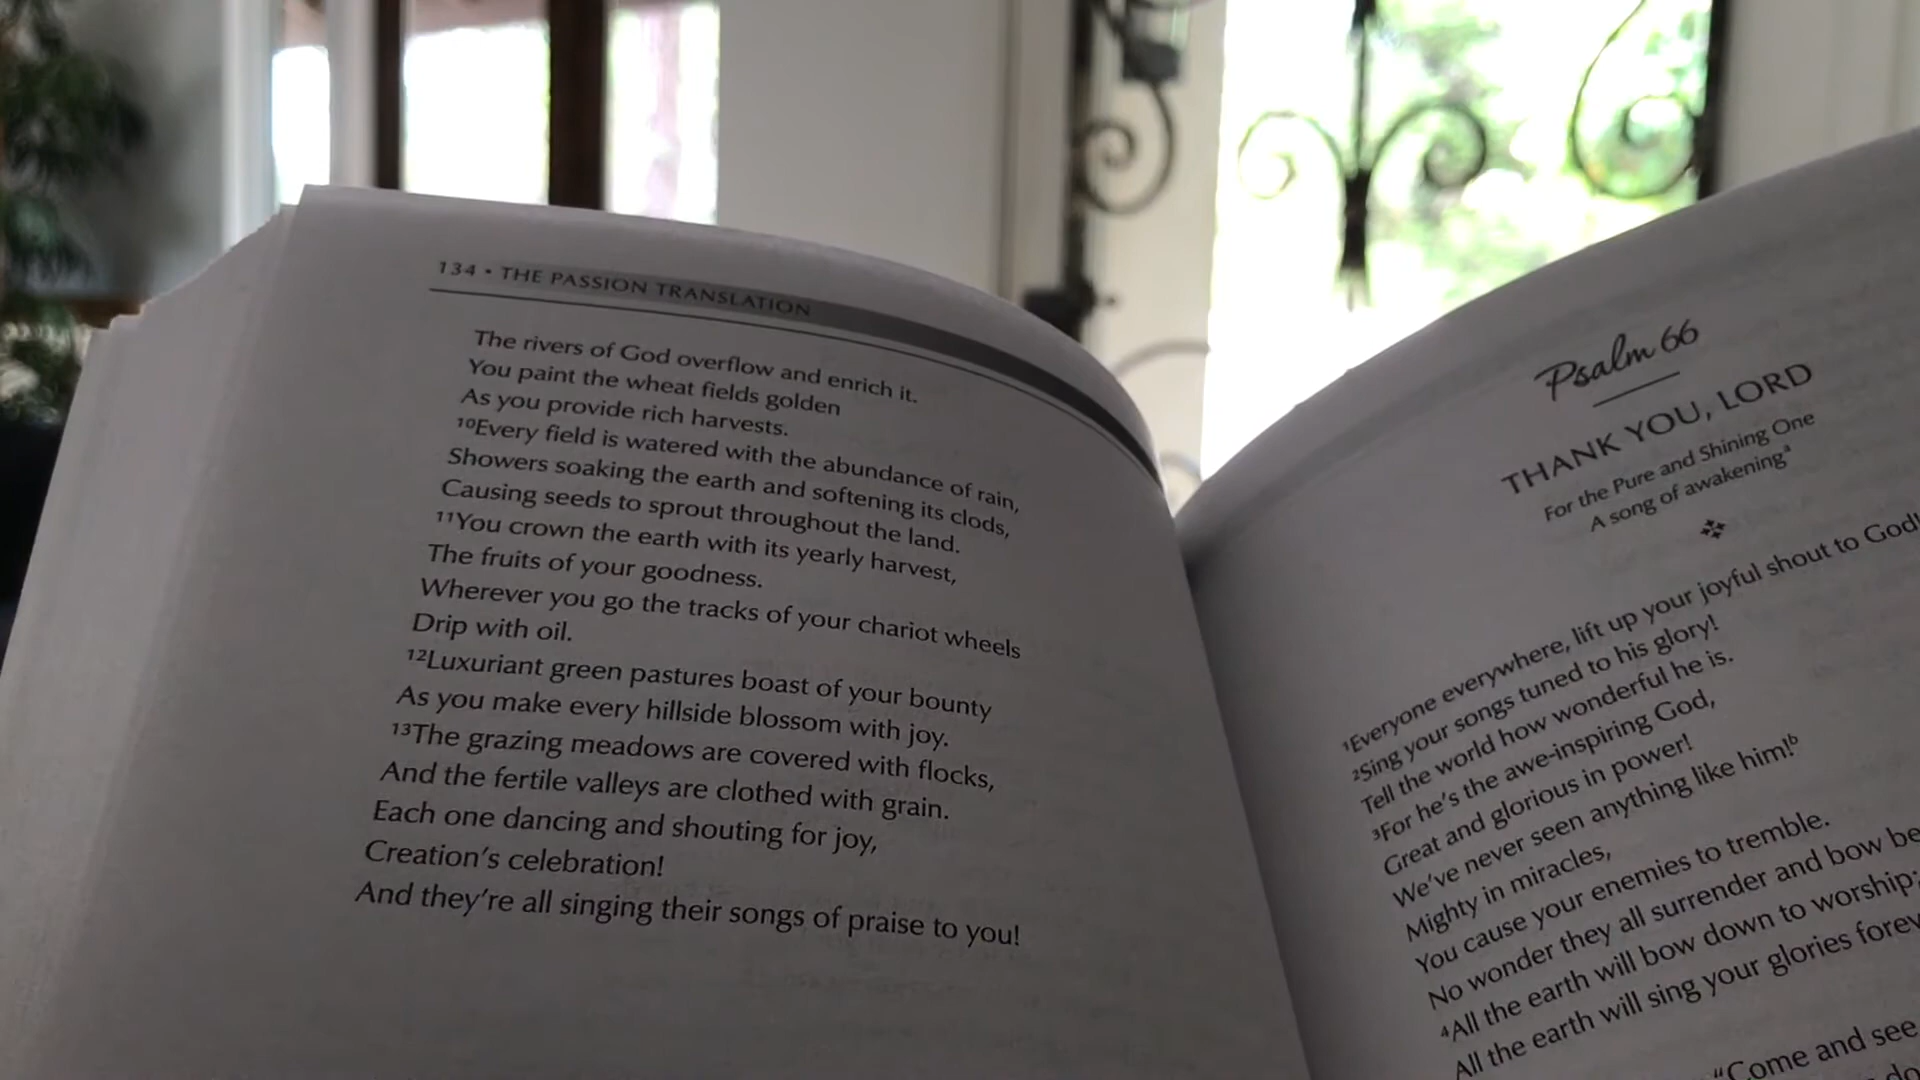 134 • THE PASSION TRANSLATION
The rivers of God overflow and enrich it.
You paint the wheat fields golden
As you provide rich harvests.
10Every field is watered with the abundance of rain,
Showers soaking the earth and softening its clods,
Causing seeds to sprout throughout the land.
11You crown the earth with its yearly harvest,
The fruits of your goodness.
Wherever you go the tracks of your chariot wheels
Drip with oil.
12Luxuriant green pastures boast of your bounty
As you make every hillside blossom with joy.
13The grazing meadows are covered with flocks,
And the fertile valleys are clothed with grain.
Each one dancing and shouting for joy,
Creation's celebration!
And they're all singing their songs of praise to you!
Psalm 66
THANK YOU, LORD
For the Pure and Shining One
A song of awakeninga
1Everyone everywhere, lift up your joyful shout to God!
2Sing your songs tuned to his glory!
Tell the world how wonderful he is.
3For he's the awe-inspiring God,
Great and glorious in power!
We've never seen anything like him!b
Mighty in miracles,
You cause your enemies to tremble.
No wonder they all surrender and bow
4All the earth will bow down to worship;
All the earth will sing your glories
"Come and see